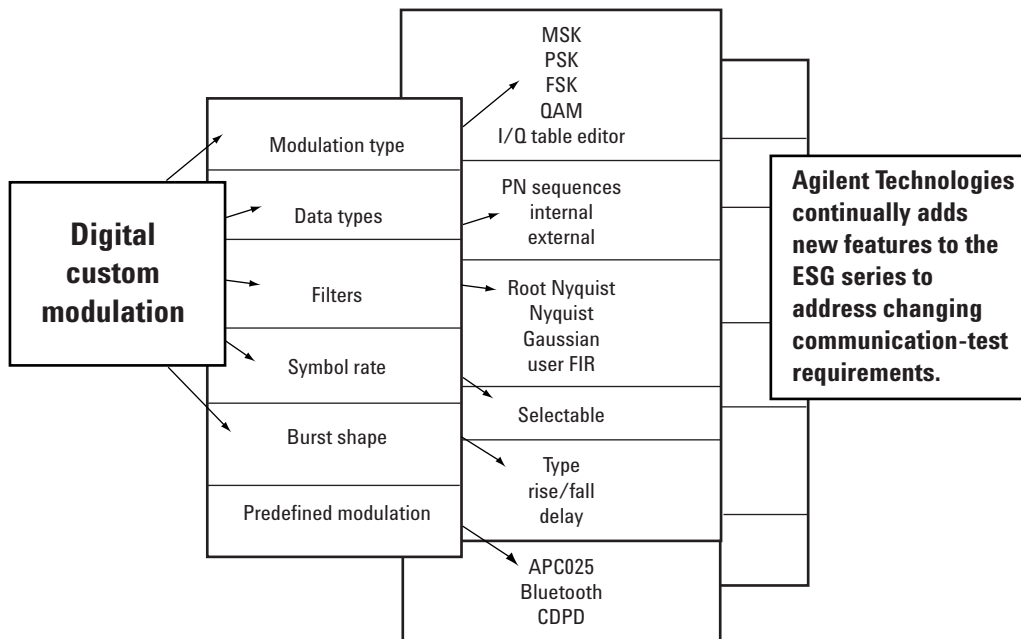 Digital
custom
modulation
Modulation type
Data types
Filters
Symbol rate
Burst shape
Predefined modulation
MSK
PSK
FSK
QAM
I/Q table editor
PN sequences
internal
external
Root Nyquist
Nyquist
Gaussian
user FIR
Selectable
Type
rise/fall
delay
APC025
Bluetooth
CDPD
Agilent Technologies
continually adds
new features to the
ESG series to
address changing
communication-test
requirements.